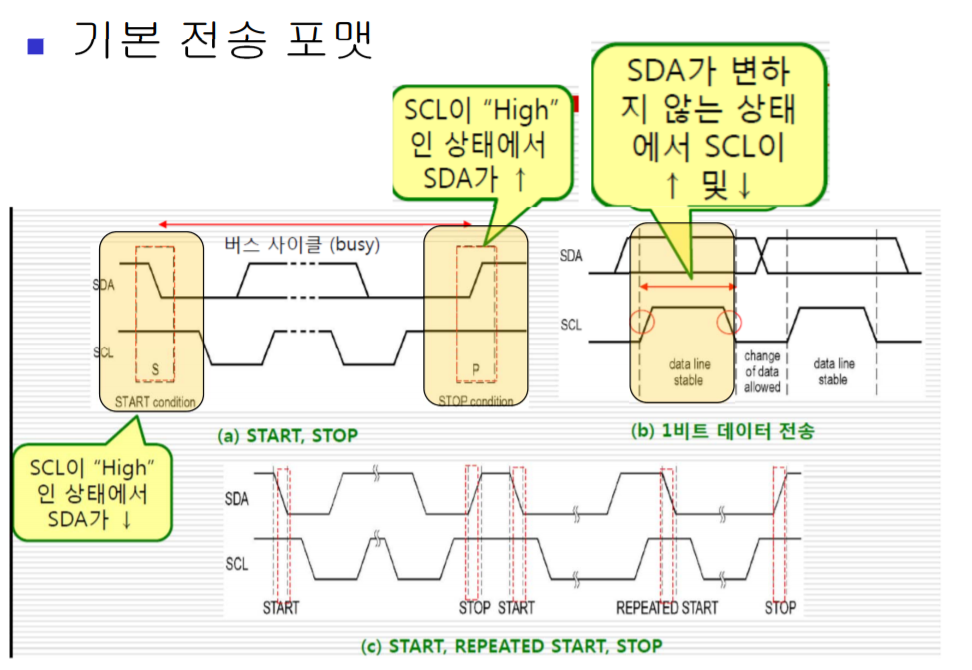 기본 전송 포맷
SCL이 “High”
인 상태에서
SDA가 ↑
SDA가 변하
지 않는 상태
에서 SCL이
↑ 및↓
버스 사이클 (busy)
SDA
SCL
S
P
START condition
STOP condition
(a) START, STOP
SCL이 “High”
인 상태에서
SDA가 ↓
SDA
SCL
data line
stable
change
of data
allowed
data line
stable
(b) 1비트 데이터 전송
SDA
SCL
START
STOP
START
REPEATED START
STOP
(c) START, REPEATED START, STOP